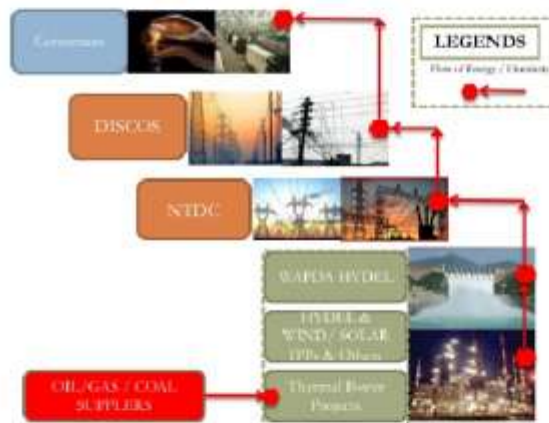 Consumers
LEGENDS
Flow of Energy / Electricity
DISCOS
NTDC
WAPDA HYDEL
HYDEL &
WIND / SOLAR
IPPs & Others
OIL/GAS / COAL
SUPPLERS
Thermal Power
Projects